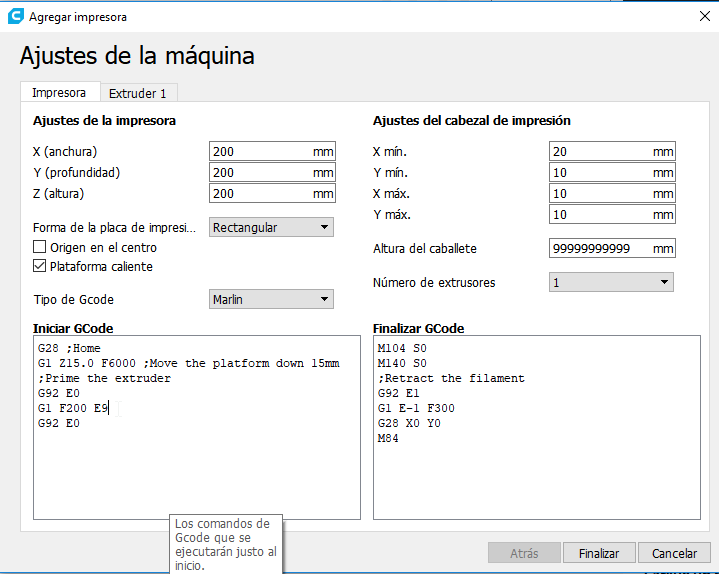 Agregar impresora
Ajustes de la máquina
Impresora
Extruder 1
Ajustes de la impresora
X (anchura)
200 mm
Y (profundidad)
200 mm
Z (altura)
200 mm
Forma de la placa de impresi...
Rectangular
Origen en el centro
Plataforma caliente
Tipo de Gcode
Marlin
Ajustes del cabezal de impresión
X mín.
20 mm
Y mín.
10 mm
X máx.
10 mm
Y máx.
10 mm
Altura del caballete
99999999999 mm
Número de extrusores
1
Iniciar GCode
G28 ;Home
G1 Z15.0 F6000 ;Move the platform down 15mm
;Prime the extruder
G92 E0
G1 F200 E9
G92 E0
Finalizar GCode
M104 S0
M140 S0
;Retract the filament
G92 E1
G1 E-1 F300
G28 X0 Y0
M84
Los comandos de
Gcode que se
ejecutarán justo al
inicio.
Atrás
Finalizar
Cancelar